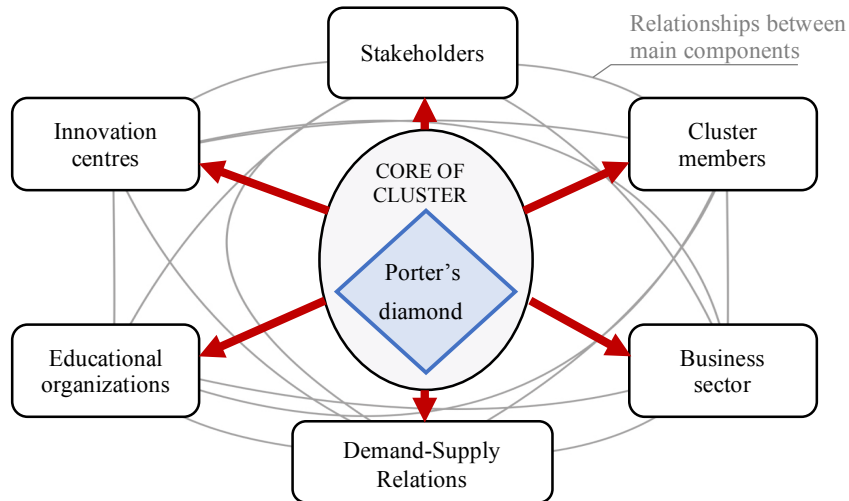 Relationships between
main components
Stakeholders
Innovation
centres
Cluster
members
CORE OF
CLUSTER
Porter’s
diamond
Educational
organizations
Business
sector
Demand-Supply
Relations